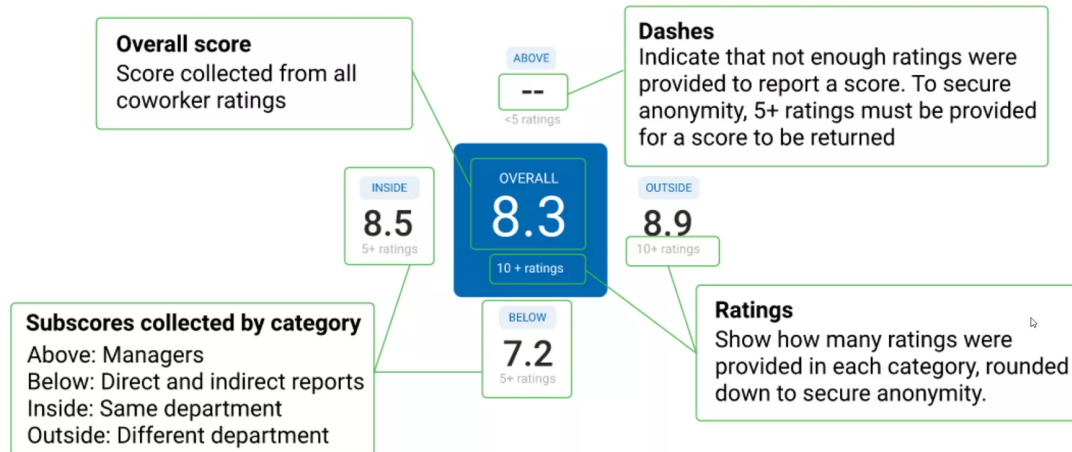 Overall score
Score collected from all
coworker ratings
ABOVE
--
<5 ratings
Dashes
Indicate that not enough ratings were
provided to report a score. To secure
anonymity, 5+ ratings must be provided
for a score to be returned
INSIDE
8.5
5+ ratings
OVERALL
8.3
10 + ratings
OUTSIDE
8.9
10+ ratings
BELOW
7.2
5+ ratings
Subscores collected by category
Above: Managers
Below: Direct and indirect reports
Inside: Same department
Outside: Different department
Ratings
Show how many ratings were
provided in each category, rounded
down to secure anonymity.